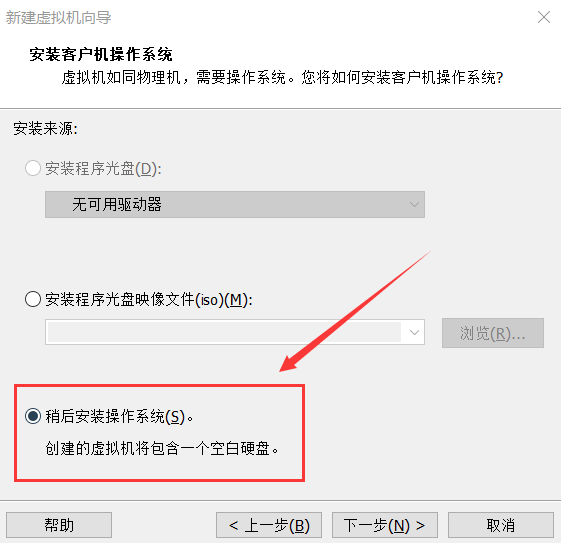 新建虚拟机向导
安装客户机操作系统
虚拟机如同物理机，需要操作系统。您将如何安装客户机操作系统?
安装来源:
安装程序光盘(D):
无可用驱动器
安装程序光盘映像文件(iso)(M):
浏览(R)...
稍后安装操作系统(S)。
创建的虚拟机将包含一个空白硬盘。
帮助
< 上一步(B)
下一步(N) >
取消